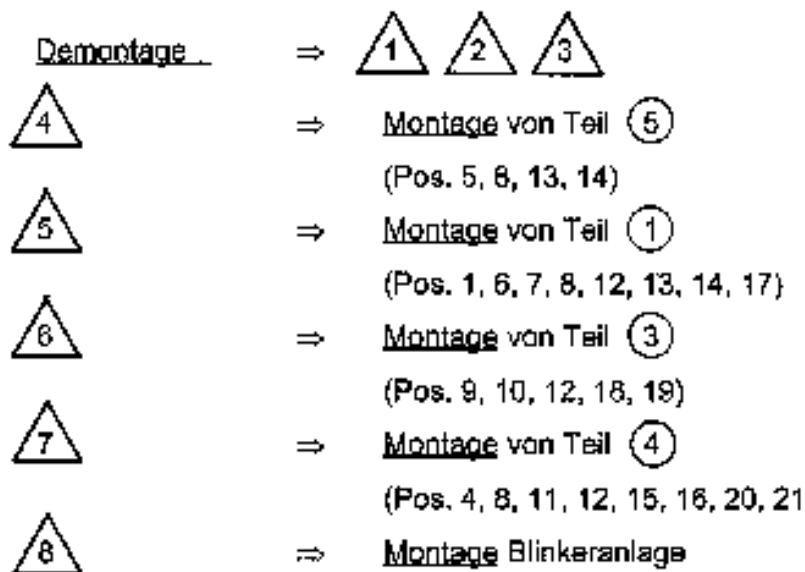 Demontage . ⇒ 1 2 3
4 ⇒ Montage von Teil 5
(Pos. 5, 8, 13, 14)
5 ⇒ Montage von Teil 1
(Pos. 1, 6, 7, 8, 12, 13, 14, 17)
6 ⇒ Montage von Teil 3
(Pos. 9, 10, 12, 18, 19)
7 ⇒ Montage von Teil 4
(Pos. 4, 8, 11, 12, 15, 16, 20, 21
8 ⇒ Montage Blinkeranlage